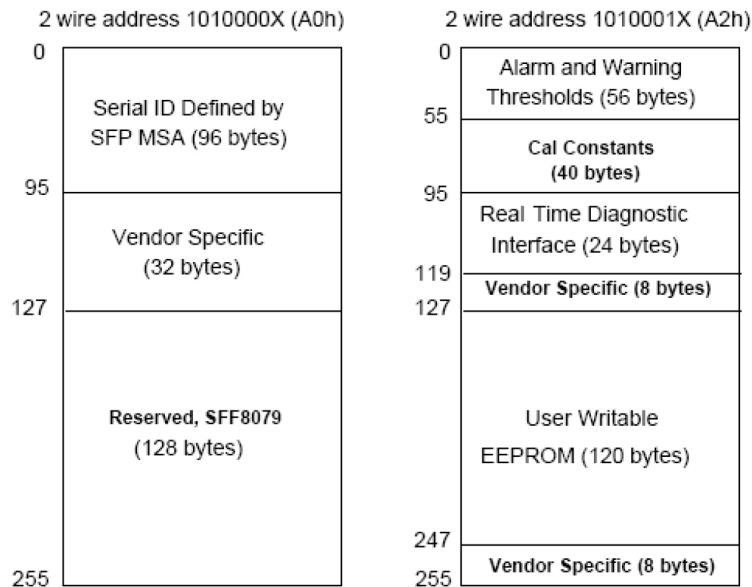 2 wire address 1010000X (A0h)
0
Serial ID Defined by
SFP MSA (96 bytes)
95
Vendor Specific
(32 bytes)
127
Reserved, SFF8079
(128 bytes)
255
2 wire address 1010001X (A2h)
0
Alarm and Warning
Thresholds (56 bytes)
55
Cal Constants
(40 bytes)
95
Real Time Diagnostic
Interface (24 bytes)
119
Vendor Specific (8 bytes)
127
User Writable
EEPROM (120 bytes)
247
Vendor Specific (8 bytes)
255